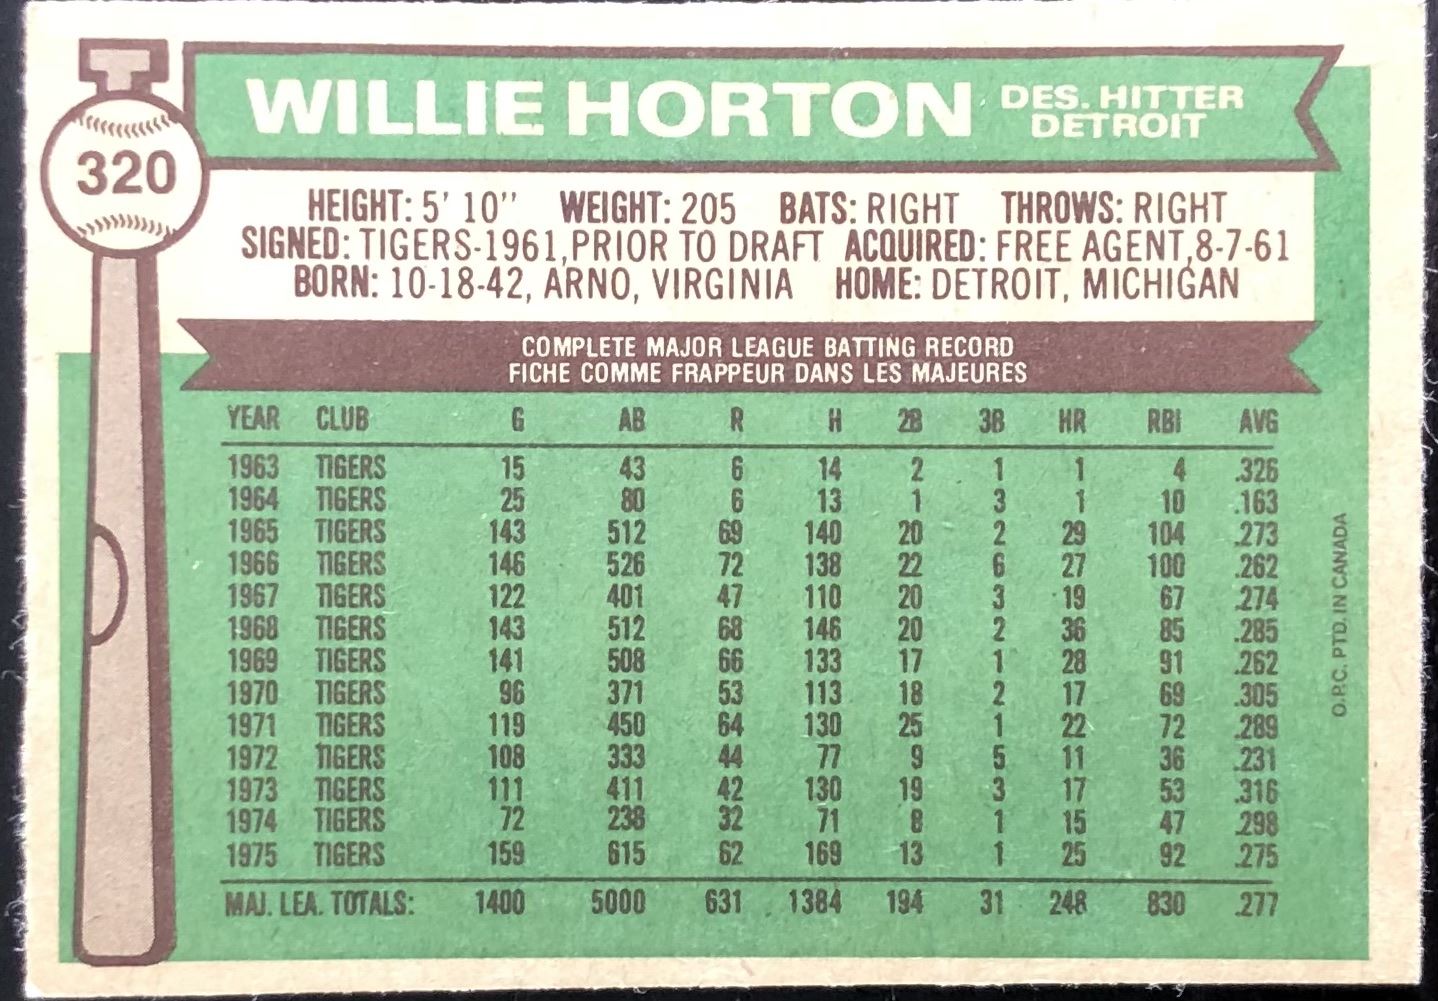 320
WILLIE HORTON DES. HITTER
DETROIT
HEIGHT: 5' 10" WEIGHT: 205 BATS: RIGHT THROWS: RIGHT
SIGNED: TIGERS-1961, PRIOR TO DRAFT ACQUIRED: FREE AGENT, 8-7-61
BORN: 10-18-42, ARNO, VIRGINIA HOME: DETROIT, MICHIGAN
COMPLETE MAJOR LEAGUE BATTING RECORD
FICHE COMME FRAPPEUR DANS LES MAJEURES
YEAR CLUB G AB R H 2B 3B HR RBI AVG
1963 TIGERS 15 43 6 14 2 1 1 4 .326
1964 TIGERS 25 80 6 13 1 3 1 10 .163
1965 TIGERS 143 512 69 140 20 2 29 104 .273
1966 TIGERS 146 526 72 138 22 6 27 100 .262
1967 TIGERS 122 401 47 110 20 3 19 67 .274
1968 TIGERS 143 512 68 146 20 2 36 85 .285
1969 TIGERS 141 508 66 133 17 1 28 91 .262
1970 TIGERS 96 371 53 113 18 2 17 69 .305
1971 TIGERS 119 450 64 130 25 1 22 72 .289
1972 TIGERS 108 333 44 77 9 5 11 36 .231
1973 TIGERS 111 411 42 130 19 3 17 53 .316
1974 TIGERS 72 238 32 71 8 1 15 47 .298
1975 TIGERS 159 615 62 169 13 1 25 92 .275
MAJ. LEA. TOTALS: 1400 5000 631 1384 194 31 248 830 .277
O.P.C. PTD. IN CANADA